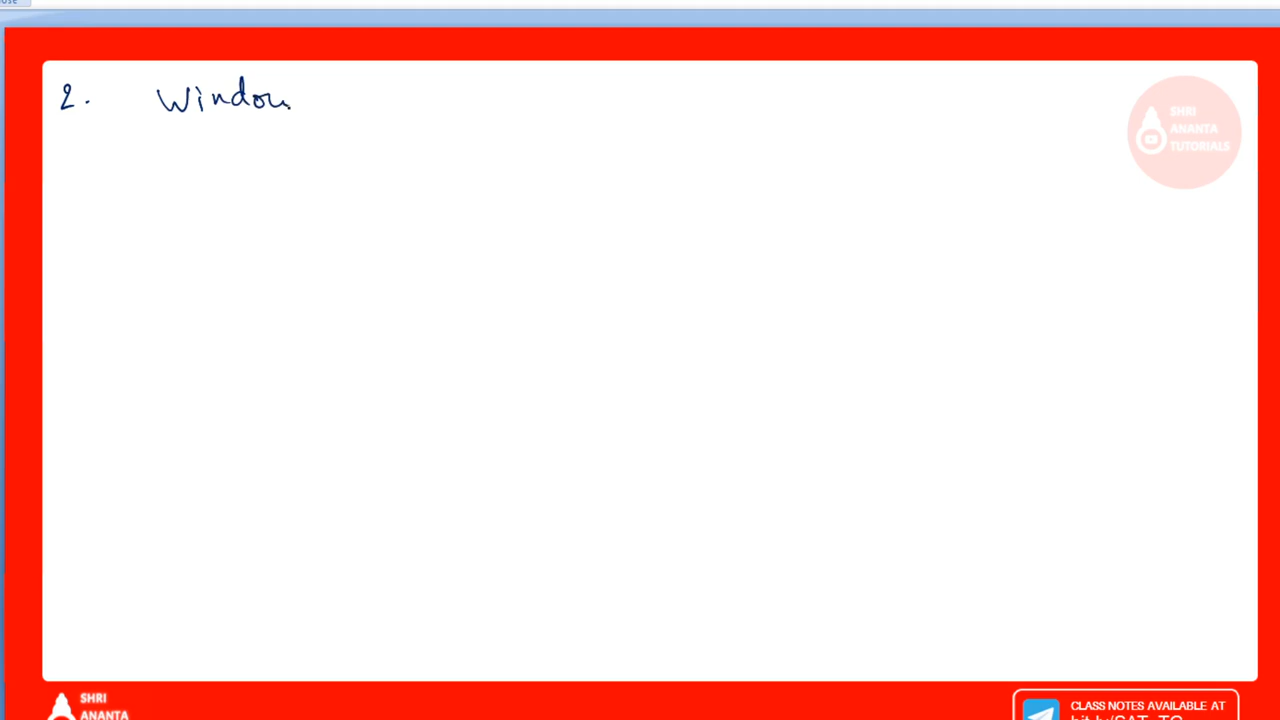 2. Windou
SHRI
ANANTA
TUTORIALS
SHRI
ANANTA
CLASS NOTES AVAILABLE AT